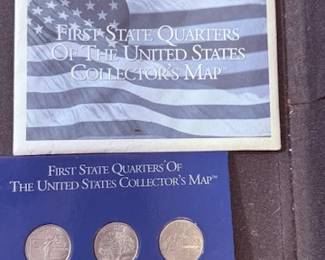 First State Quarters
Of The United States
Collector's Map™
First State Quarters Of
The United States Collector's Map™